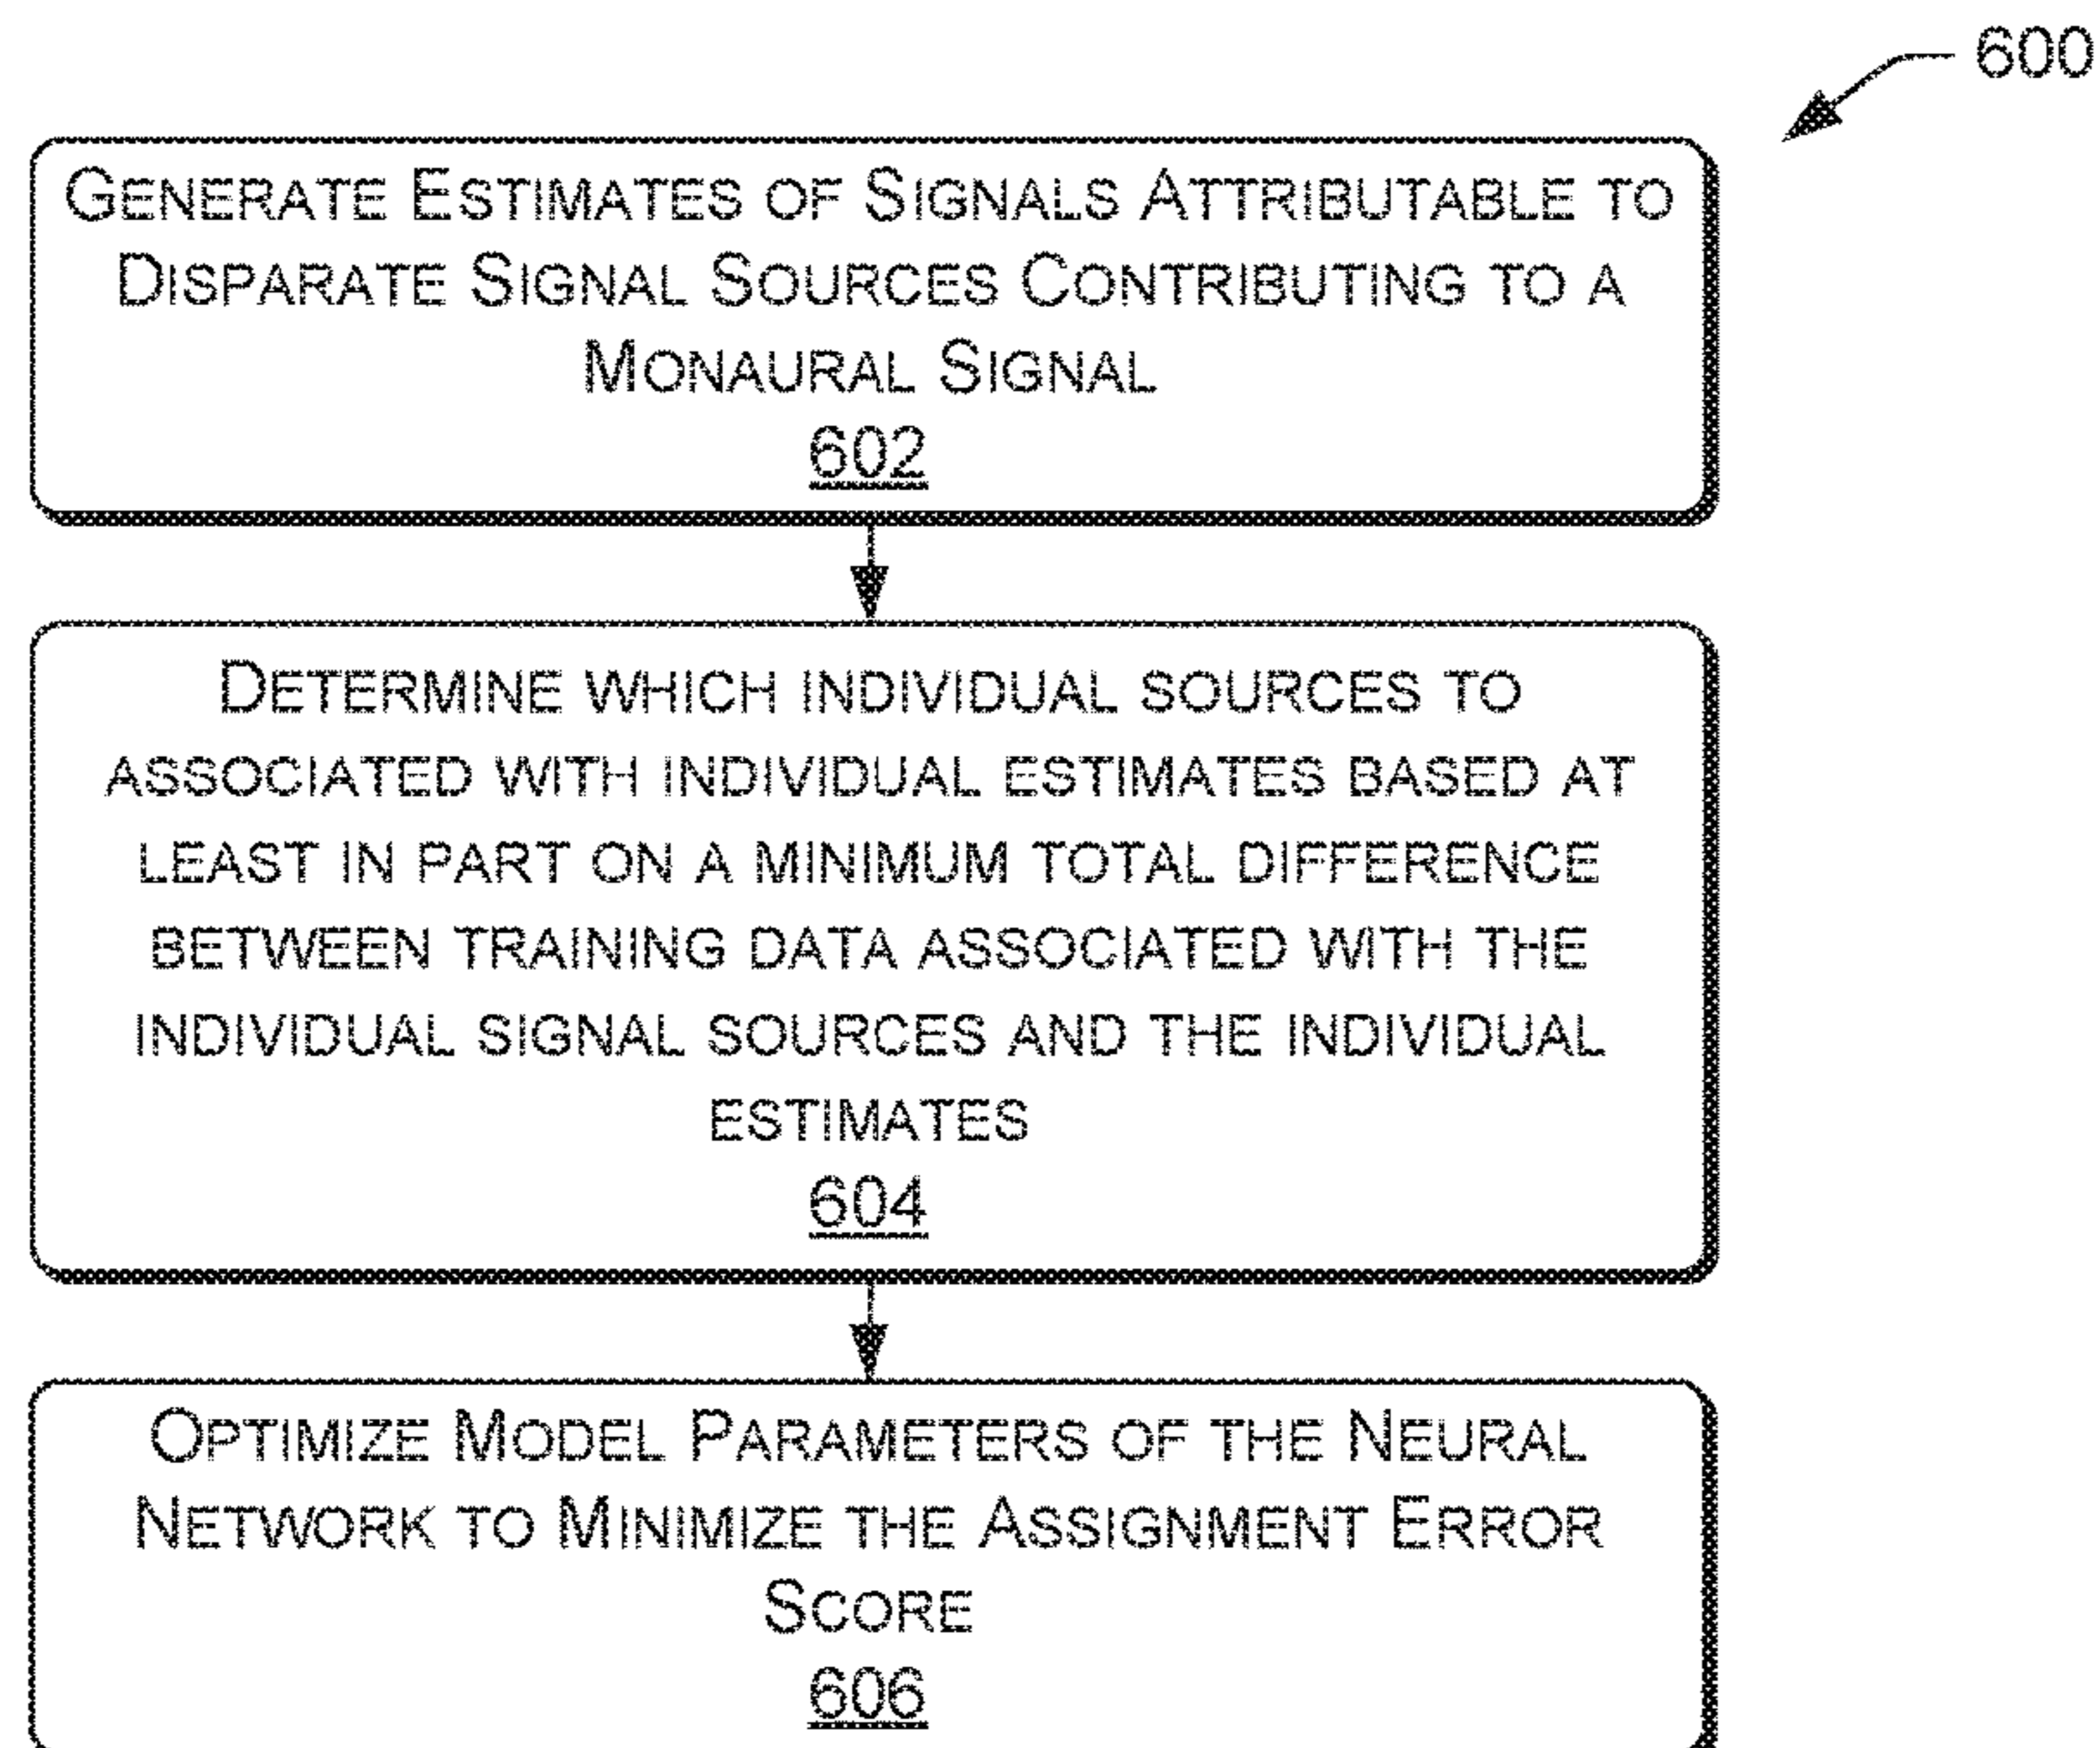 600
GENERATE ESTIMATES OF SIGNALS ATTRIBUTABLE TO
DISPARATE SIGNAL SOURCES CONTRIBUTING TO A
MONAURAL SIGNAL
602
DETERMINE WHICH INDIVIDUAL SOURCES TO
ASSOCIATED WITH INDIVIDUAL ESTIMATES BASED AT
LEAST IN PART ON A MINIMUM TOTAL DIFFERENCE
BETWEEN TRAINING DATA ASSOCIATED WITH THE
INDIVIDUAL SIGNAL SOURCES AND THE INDIVIDUAL
ESTIMATES
604
OPTIMIZE MODEL PARAMETERS OF THE NEURAL
NETWORK TO MINIMIZE THE ASSIGNMENT ERROR
SCORE
606